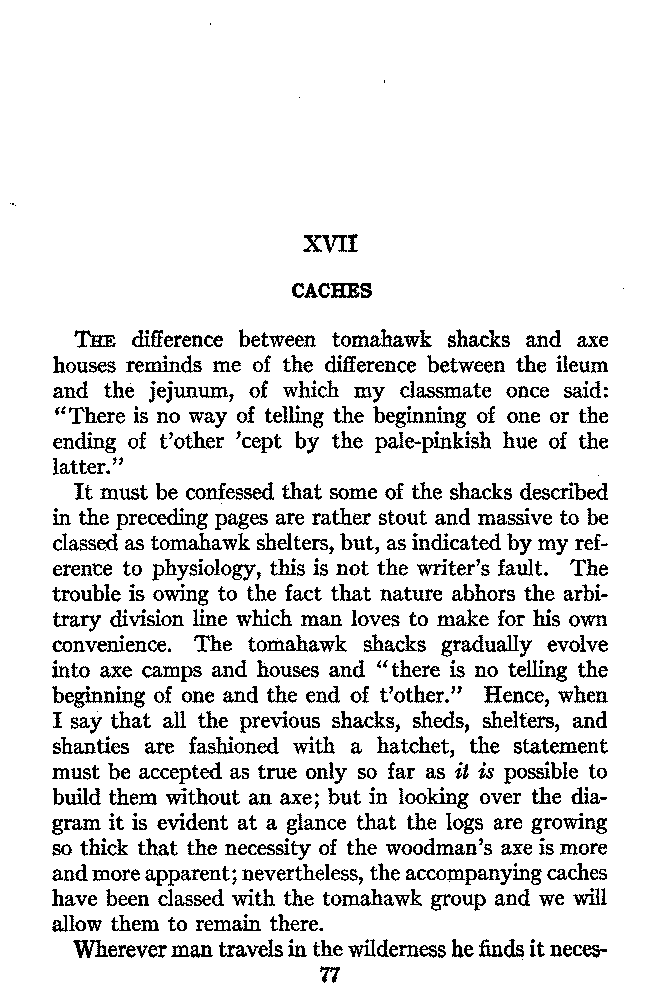 XVII
CACHES
THE difference between tomahawk shacks and axe
houses reminds me of the difference between the ileum
and the jejunum, of which my classmate once said:
"There is no way of telling the beginning of one or the
ending of t'other 'cept by the pale-pinkish hue of the
latter."
It must be confessed that some of the shacks described
in the preceding pages are rather stout and massive to be
classed as tomahawk shelters, but, as indicated by my ref-
erence to physiology, this is not the writer's fault. The
trouble is owing to the fact that nature abhors the arbi-
trary division line which man loves to make for his own
convenience. The tomahawk shacks gradually evolve
into axe camps and houses and "there is no telling the
beginning of one and the end of t'other." Hence, when
I say that all the previous shacks, sheds, shelters, and
shanties are fashioned with a hatchet, the statement
must be accepted as true only so far as it is possible to
build them without an axe; but in looking over the dia-
gram it is evident at a glance that the logs are growing
so thick that the necessity of the woodman's axe is more
and more apparent; nevertheless, the accompanying caches
have been classed with the tomahawk group and we will
allow them to remain there.
Wherever man travels in the wilderness he finds it neces-
77